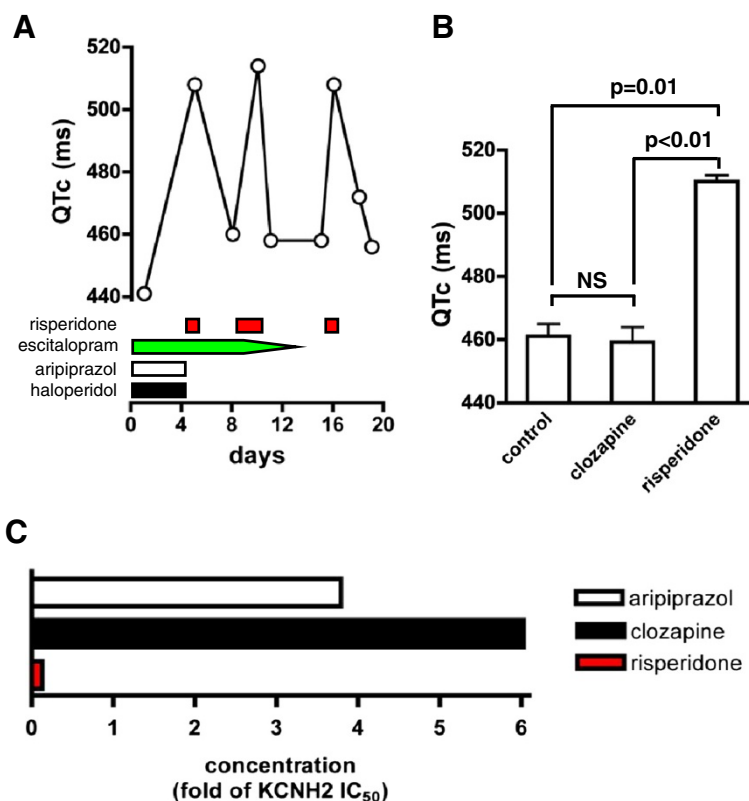 A
520
500
480
460
440
QTc (ms)
risperidone
escitalopram
aripiprazol
haloperidol
0 4 8 12 16 20
days
B
p=0.01
p<0.01
NS
520
500
480
460
440
QTc (ms)
control
clozapine
risperidone
C
aripiprazol
clozapine
risperidone
0 1 2 3 4 5 6
concentration
(fold of KCNH2 IC50)